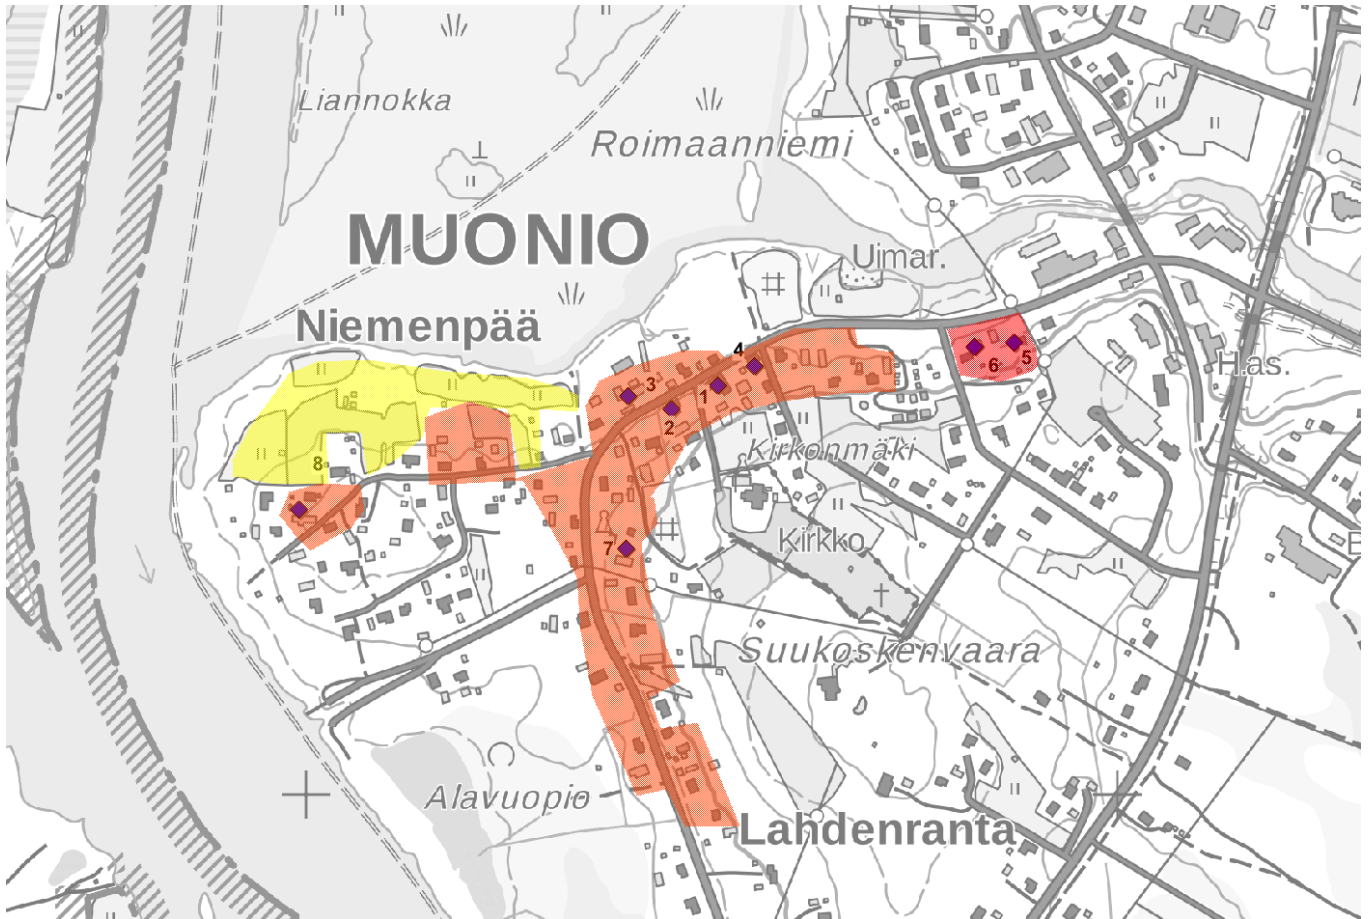 Liannokka
Roimaanniemi
MUONIO
Uimar.
Niemenpää
4
5
6
H.as.
3
1
2
Kirkonmäki
8
Kirkko
7
Suukoskenvaara
Alavuopio
Lahdenranta